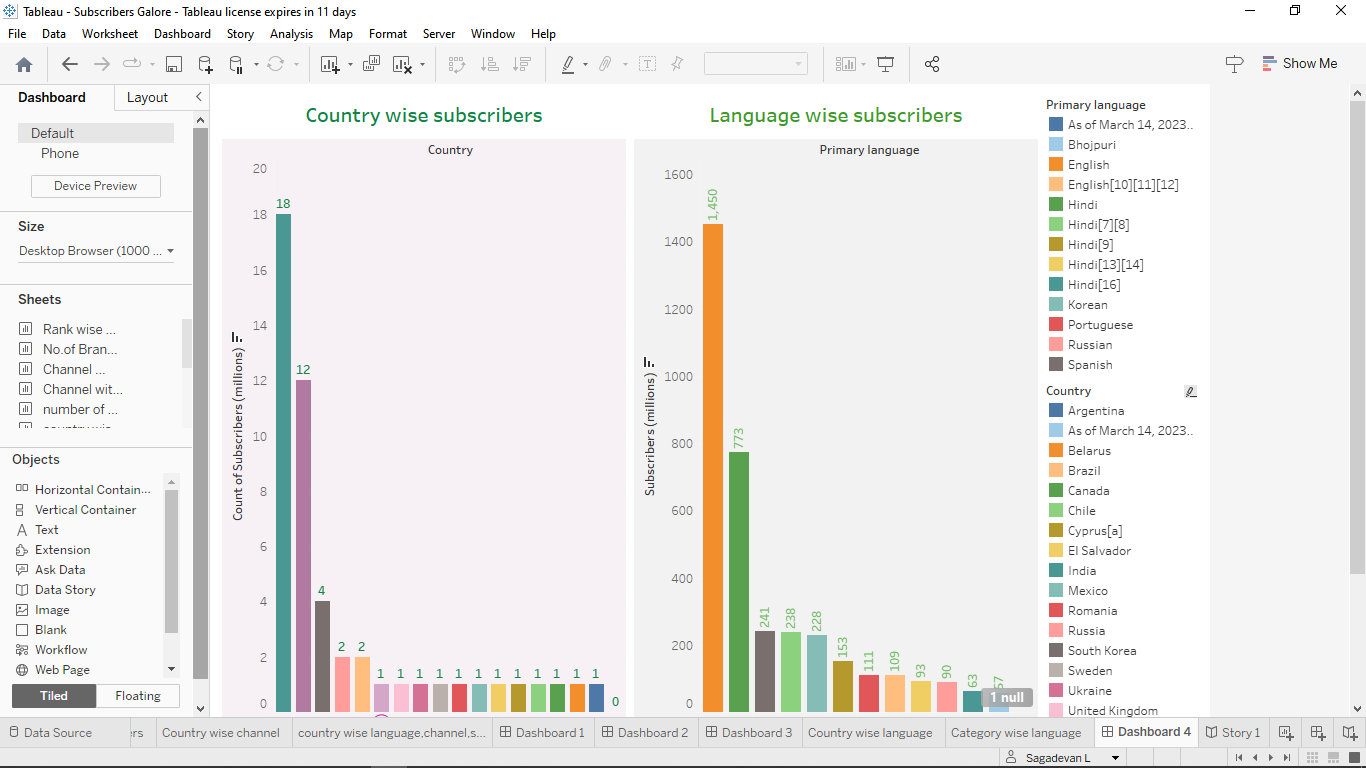 Tableau - Subscribers Galore - Tableau license expires in 11 days
File Data Worksheet Dashboard Story Analysis Map Format Server Window Help
Show Me
Dashboard Layout
Default
Phone
Device Preview
Size
Desktop Browser (1000 ...
Sheets
Rank wise ...
No.of Bran...
Channel ...
Channel wit...
number of ...
Objects
Horizontal Contain...
Vertical Container
Text
Extension
Ask Data
Data Story
Image
Blank
Workflow
Web Page
Tiled Floating
Country wise subscribers
Country
Count of Subscribers (millions)
20
18
16
14
12
10
8
6
4
2
0
18
12
4
2 2
1 1 1 1 1 1 1 1 1 1 1 1
0
Language wise subscribers
Primary language
Subscribers (millions)
1600
1400
1200
1000
800
600
400
200
0
1,450
773
241
238
228
153
111
109
93
90
63
57
1 null
Primary language
As of March 14, 2023..
Bhojpuri
English
English[10][11][12]
Hindi
Hindi[7][8]
Hindi[9]
Hindi[13][14]
Hindi[16]
Korean
Portuguese
Russian
Spanish
Country
Argentina
As of March 14, 2023..
Belarus
Brazil
Canada
Chile
Cyprus[a]
El Salvador
India
Mexico
Romania
Russia
South Korea
Sweden
Ukraine
United Kingdom
Data Source ers Country wise channel country wise language,channel,s... Dashboard 1 Dashboard 2 Dashboard 3 Country wise language Category wise language Dashboard 4 Story 1
Sagadevan L